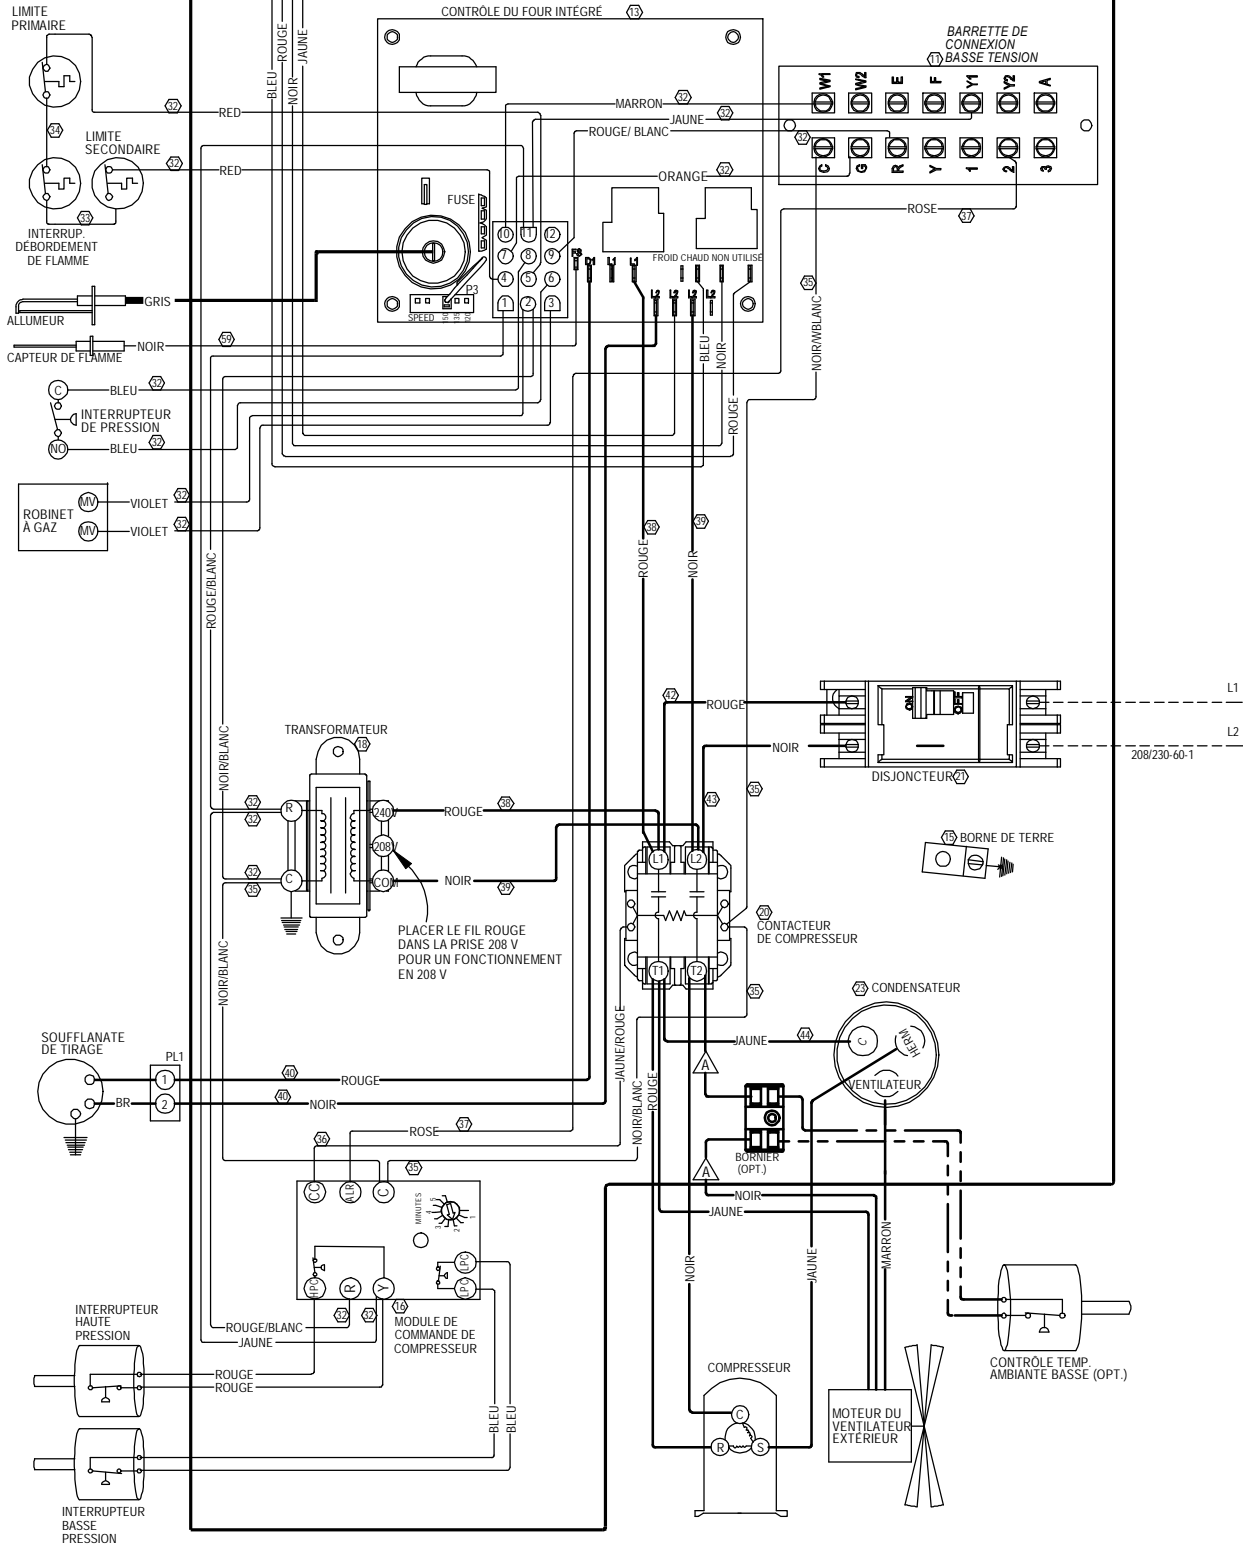 LIMITE
PRIMAIRE
34
32
RED
LIMITE
SECONDAIRE
32
RED
33
INTERRUP.
DÉBORDEMENT
DE FLAMME
ALLUMEUR
GRIS
CAPTEUR DE FLAMME
NOIR
59
C
BLEU
32
INTERRUPTEUR
DE PRESSION
NO
BLEU
32
ROBINET
À GAZ
MV
VIOLET
32
MV
VIOLET
32
BLEU
ROUGE
NOIR
JAUNE
CONTRÔLE DU FOUR INTÉGRÉ
13
FUSE
P3
SPEED
10
11
12
7
8
9
4
5
6
1
2
3
FS
D1
L1
L1
FROID CHAUD NON UTILISÉ
L2
L2
L2
L2
MARRON
32
JAUNE
32
ROUGE/ BLANC
32
ORANGE
32
BARRETTE DE
CONNEXION
11
BASSE TENSION
W1
W2
E
F
Y1
Y2
A
C
G
R
Y
1
2
3
ROSE
37
35
NOIR/WBLANC
BLEU
NOIR
ROUGE
38
ROUGE
39
NOIR
ROUGE/BLANC
NOIR/BLANC
NOIR/BLANC
TRANSFORMATEUR
18
R
32
32
C
32
35
240V
208V
COM
ROUGE
38
NOIR
39
PLACER LE FIL ROUGE
DANS LA PRISE 208 V
POUR UN FONCTIONNEMENT
EN 208 V
42
ROUGE
NOIR
43
35
ON
OFF
DISJONCTEUR
21
L1
L2
208/230-60-1
15
BORNE DE TERRE
L1
L2
T1
T2
20
CONTACTEUR
DE COMPRESSEUR
35
JAUNE/ROUGE
NOIR/BLANC
ROUGE
23
CONDENSATEUR
C
HERM
VENTILATEUR
JAUNE
44
A
BORNIER
(OPT.)
A
NOIR
JAUNE
NOIR
JAUNE
MARRON
SOUFFLANATE
DE TIRAGE
PL1
1
BR
2
40
ROUGE
40
NOIR
36
ROSE
37
35
CC
ALR
C
MINUTES
5
4
3
2
1
HPC
R
Y
LPC
LPC
32
32
16
MODULE DE
COMMANDE DE
COMPRESSEUR
ROUGE/BLANC
JAUNE
ROUGE
ROUGE
BLEU
BLEU
INTERRUPTEUR
HAUTE
PRESSION
INTERRUPTEUR
BASSE
PRESSION
COMPRESSEUR
C
R
S
MOTEUR DU
VENTILATEUR
EXTÉRIEUR
CONTRÔLE TEMP.
AMBIANTE BASSE (OPT.)